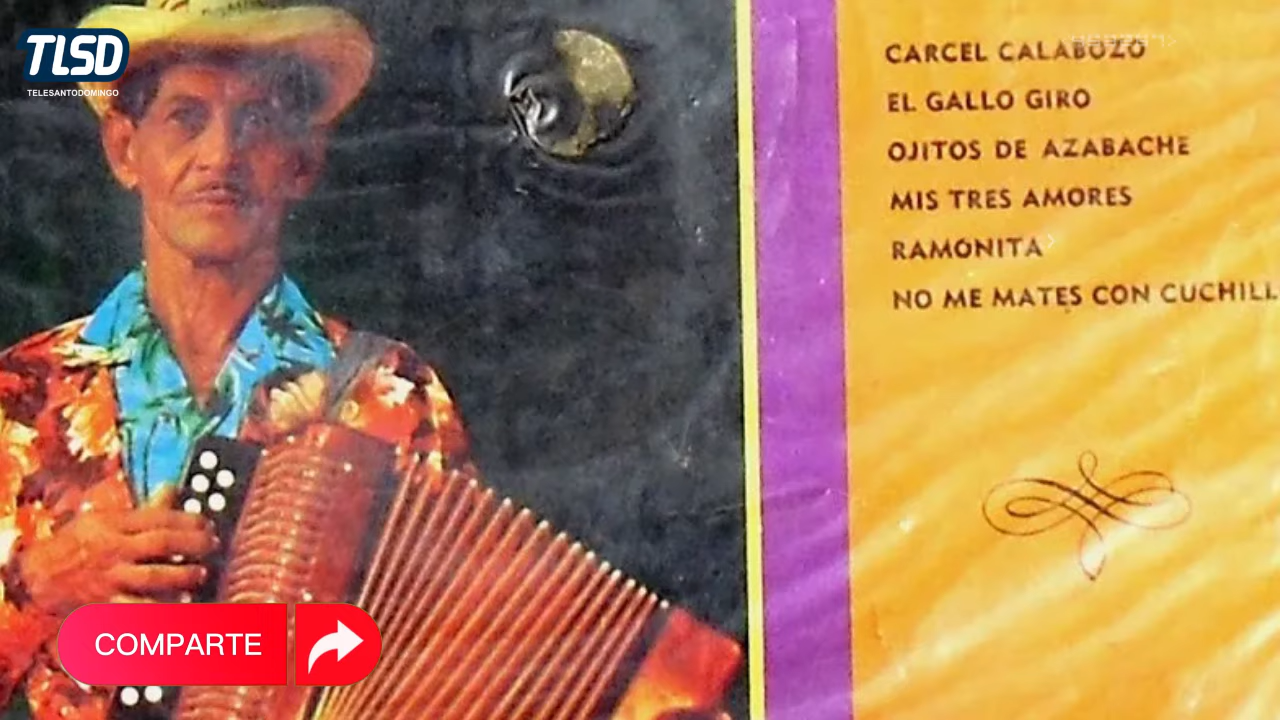 TLSD
TELESANTODOMINGO
CARCEL CALABOZO
EL GALLO GIRO
OJITOS DE AZABACHE
MIS TRES AMORES
RAMONITA
NO ME MATES CON CUCHILL
COMPARTE